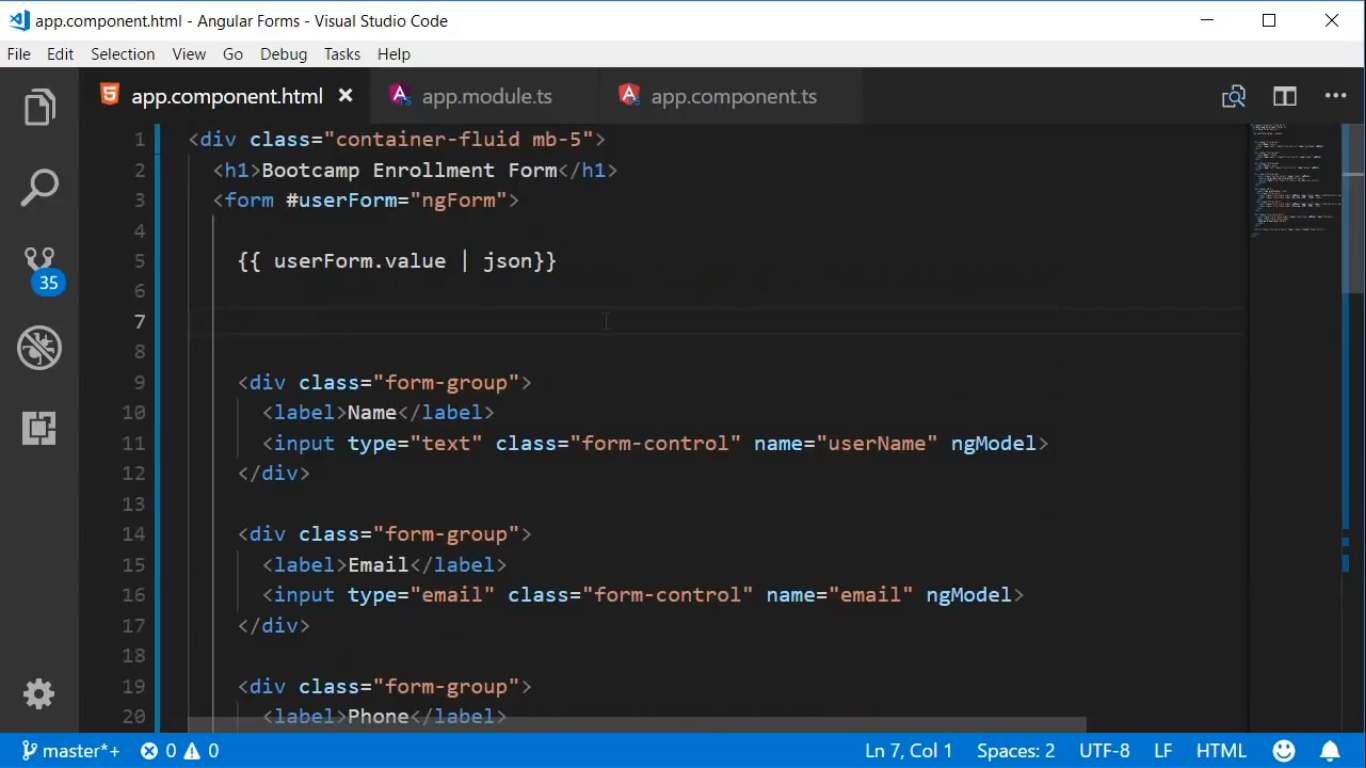 app.component.html - Angular Forms - Visual Studio Code
File Edit Selection View Go Debug Tasks Help
app.component.html app.module.ts app.component.ts
1 <div class="container-fluid mb-5">
2 <h1>Bootcamp Enrollment Form</h1>
3 <form #userForm="ngForm">
4
5 {{ userForm.value | json}}
6
7
8
9 <div class="form-group">
10 <label>Name</label>
11 <input type="text" class="form-control" name="userName" ngModel>
12 </div>
13
14 <div class="form-group">
15 <label>Email</label>
16 <input type="email" class="form-control" name="email" ngModel>
17 </div>
18
19 <div class="form-group">
20 <label>Phone</label>
35
master*+ 0 0 Ln 7, Col 1 Spaces: 2 UTF-8 LF HTML